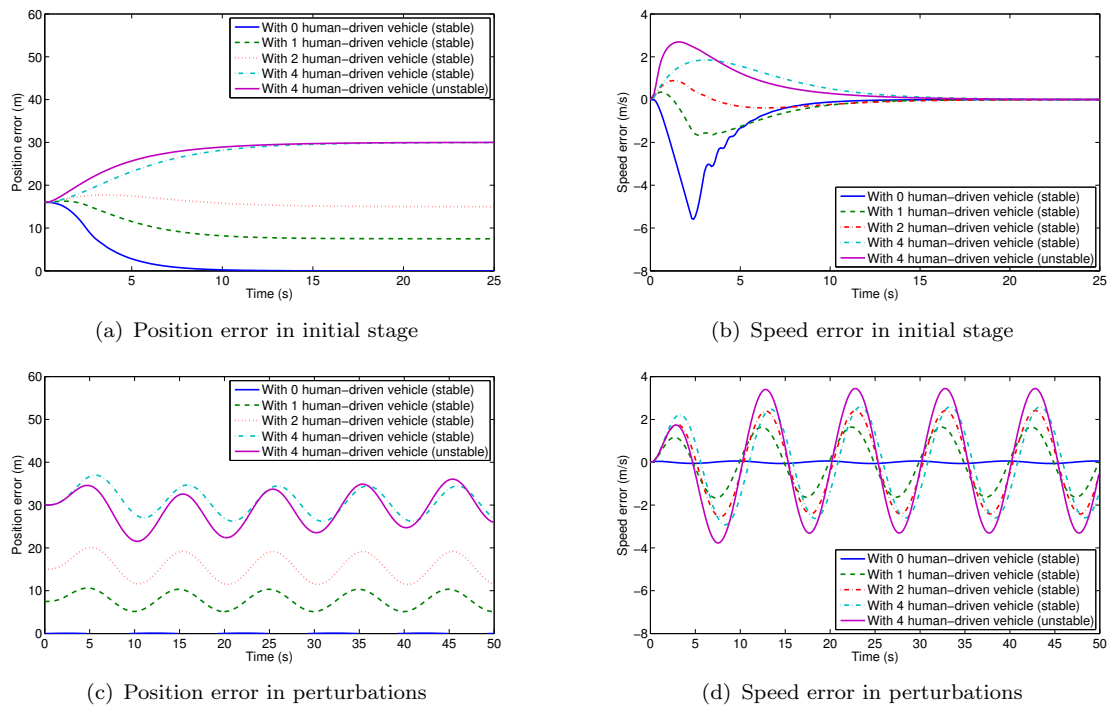 60
50
40
30
20
10
0
5 10 15 20 25
Position error (m)
Time (s)
With 0 human−driven vehicle (stable)
With 1 human−driven vehicle (stable)
With 2 human−driven vehicle (stable)
With 4 human−driven vehicle (stable)
With 4 human−driven vehicle (unstable)
(a) Position error in initial stage
4
2
0
−2
−4
−6
−8
0 5 10 15 20 25
Speed error (m/s)
Time (s)
With 0 human−driven vehicle (stable)
With 1 human−driven vehicle (stable)
With 2 human−driven vehicle (stable)
With 4 human−driven vehicle (stable)
With 4 human−driven vehicle (unstable)
(b) Speed error in initial stage
60
50
40
30
20
10
0
0 5 10 15 20 25 30 35 40 45 50
Position error (m)
Time (s)
With 0 human−driven vehicle (stable)
With 1 human−driven vehicle (stable)
With 2 human−driven vehicle (stable)
With 4 human−driven vehicle (stable)
With 4 human−driven vehicle (unstable)
(c) Position error in perturbations
4
2
0
−2
−4
−6
−8
0 5 10 15 20 25 30 35 40 45 50
Speed error (m/s)
Time (s)
With 0 human−driven vehicle (stable)
With 1 human−driven vehicle (stable)
With 2 human−driven vehicle (stable)
With 4 human−driven vehicle (stable)
With 4 human−driven vehicle (unstable)
(d) Speed error in perturbations